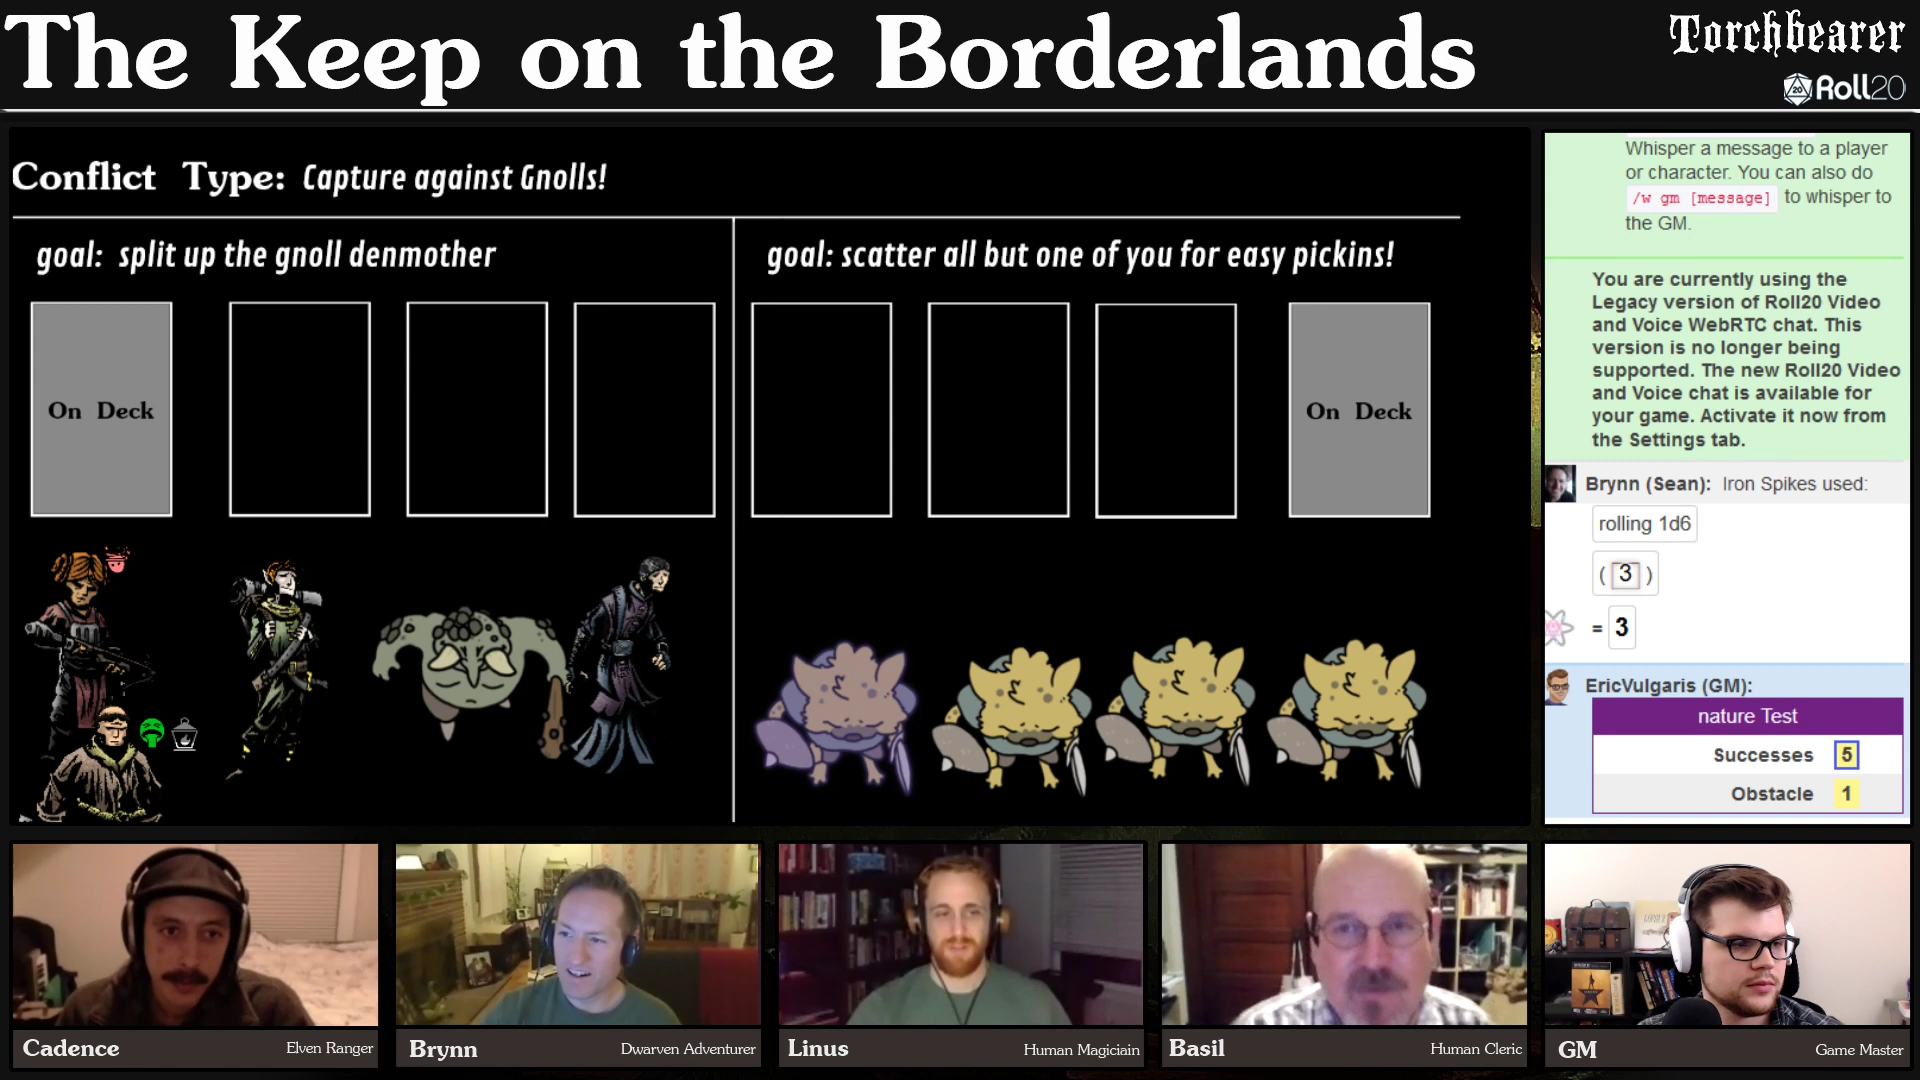 The Keep on the Borderlands
Torchbearer
Roll20
Conflict Type: Capture against Gnolls!
goal: split up the gnoll denmother
goal: scatter all but one of you for easy pickins!
On Deck
On Deck
Whisper a message to a player
or character. You can also do
/w gm [message] to whisper to
the GM.
You are currently using the
Legacy version of Roll20 Video
and Voice WebRTC chat. This
version is no longer being
supported. The new Roll20 Video
and Voice chat is available for
your game. Activate it now from
the Settings tab.
Brynn (Sean): Iron Spikes used:
rolling 1d6
( 3 )
= 3
EricVulgaris (GM):
nature Test
Successes 5
Obstacle 1
Cadence Elven Ranger
Brynn Dwarven Adventurer
Linus Human Magiciain
Basil Human Cleric
GM Game Master